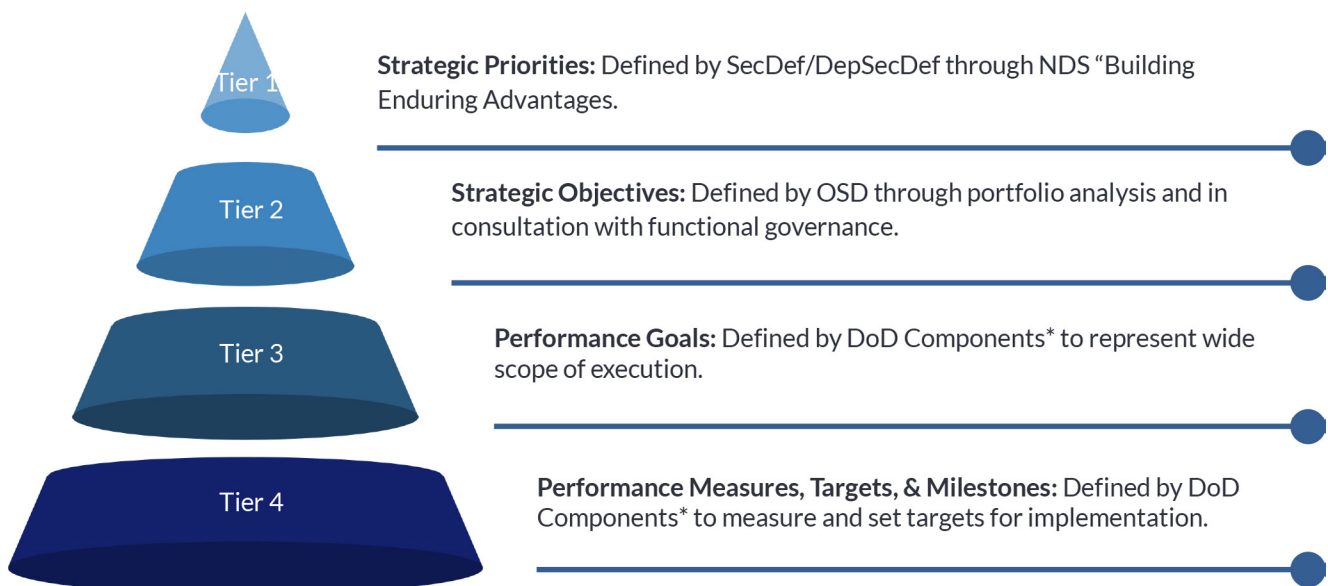 Tier 1
Strategic Priorities: Defined by SecDef/DepSecDef through NDS “Building
Enduring Advantages.
Tier 2
Strategic Objectives: Defined by OSD through portfolio analysis and in
consultation with functional governance.
Tier 3
Performance Goals: Defined by DoD Components* to represent wide
scope of execution.
Tier 4
Performance Measures, Targets, & Milestones: Defined by DoD
Components* to measure and set targets for implementation.